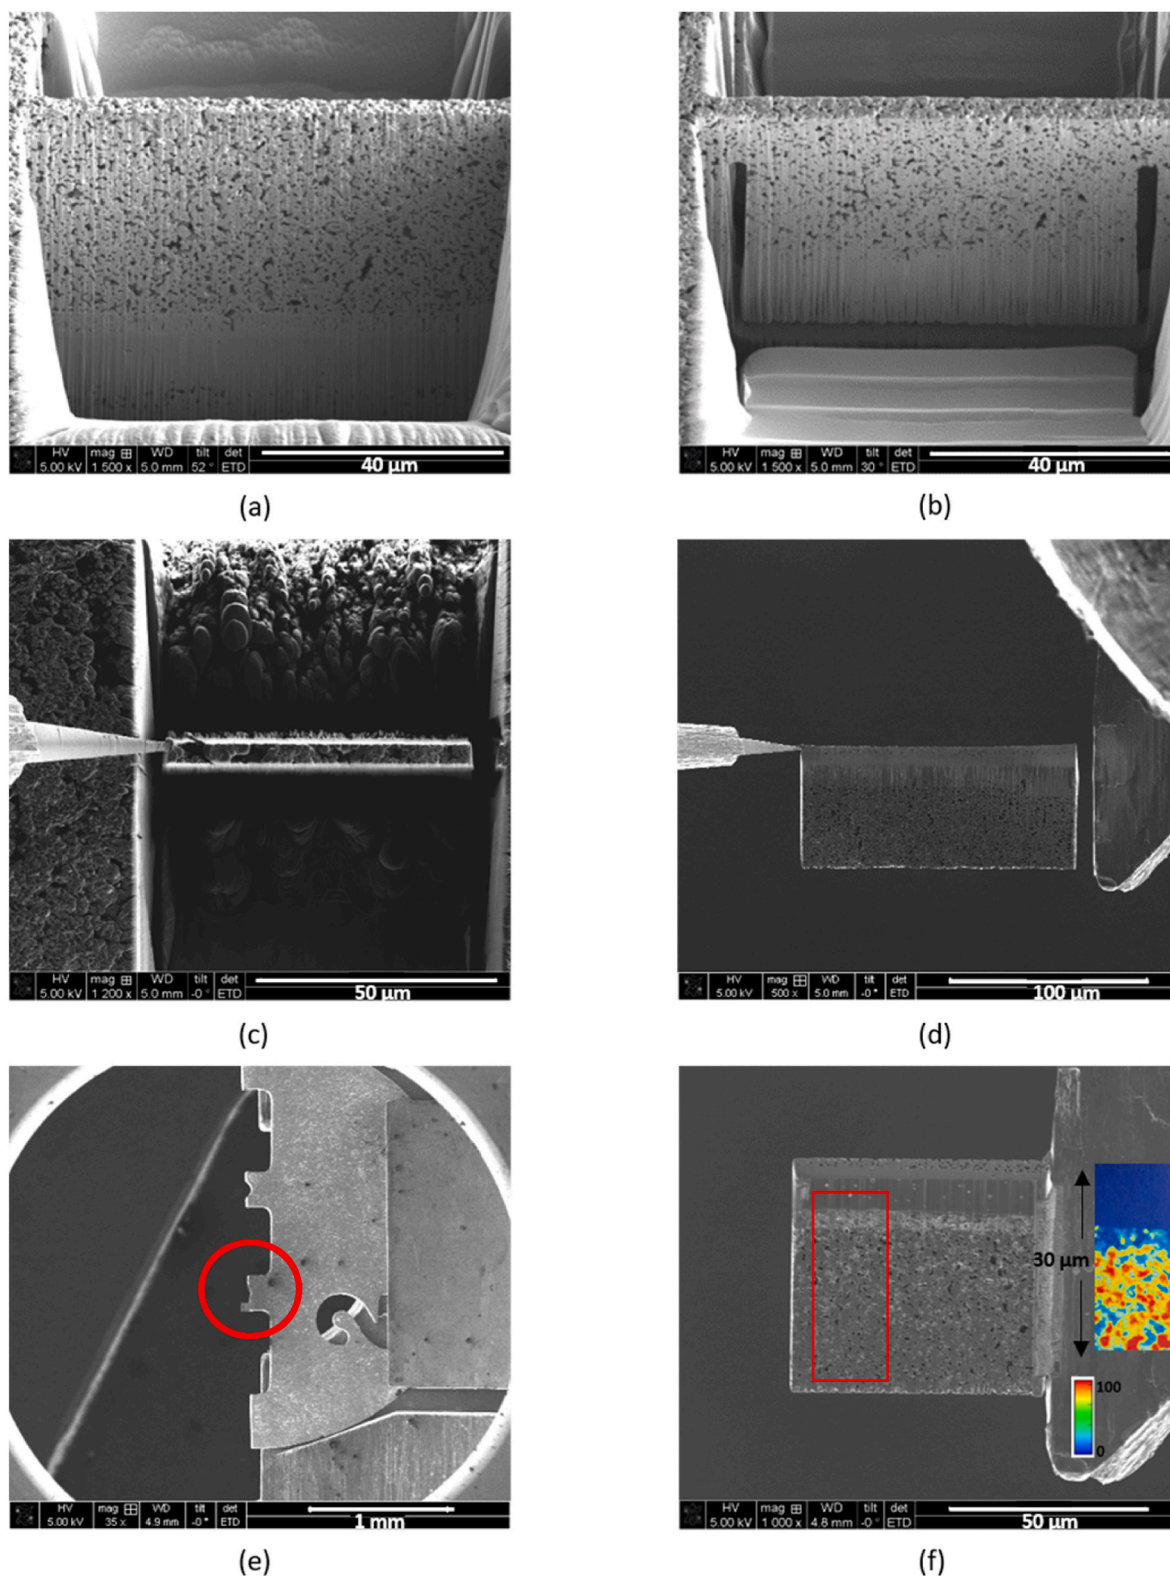 HV mag WD tilt det
5.00 kV 1 500 x 5.0 mm 52 ° ETD 40 µm
HV mag WD tilt det
5.00 kV 1 500 x 5.0 mm 30 ° ETD 40 µm
(a)
(b)
HV mag WD tilt det
5.00 kV 1 200 x 5.0 mm -0 ° ETD 50 µm
HV mag WD tilt det
5.00 kV 500 x 5.0 mm -0 ° ETD 100 µm
(c)
(d)
30 µm
100
0
HV mag WD tilt det
5.00 kV 35 x 4.9 mm -0 ° ETD 1 mm
HV mag WD tilt det
5.00 kV 1 000 x 4.8 mm -0 ° ETD 50 µm
(e)
(f)